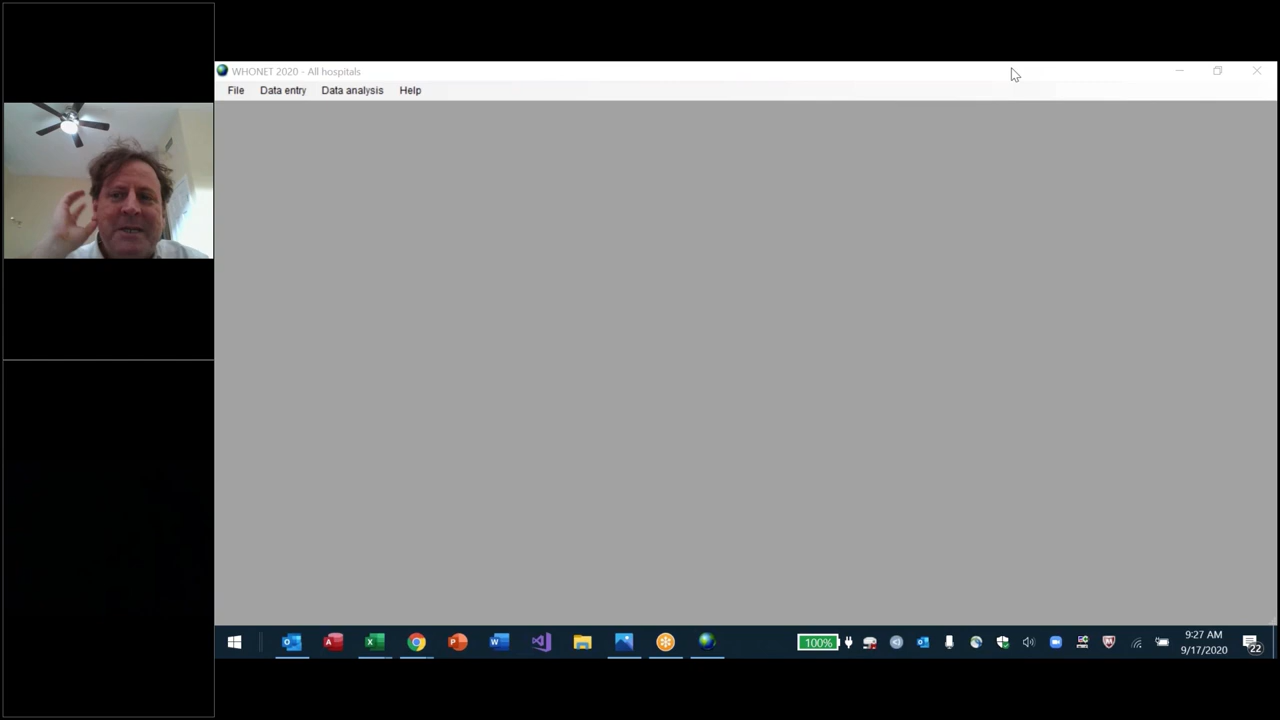 WHONET 2020 - All hospitals
File Data entry Data analysis Help
100%
9:27 AM
9/17/2020
22